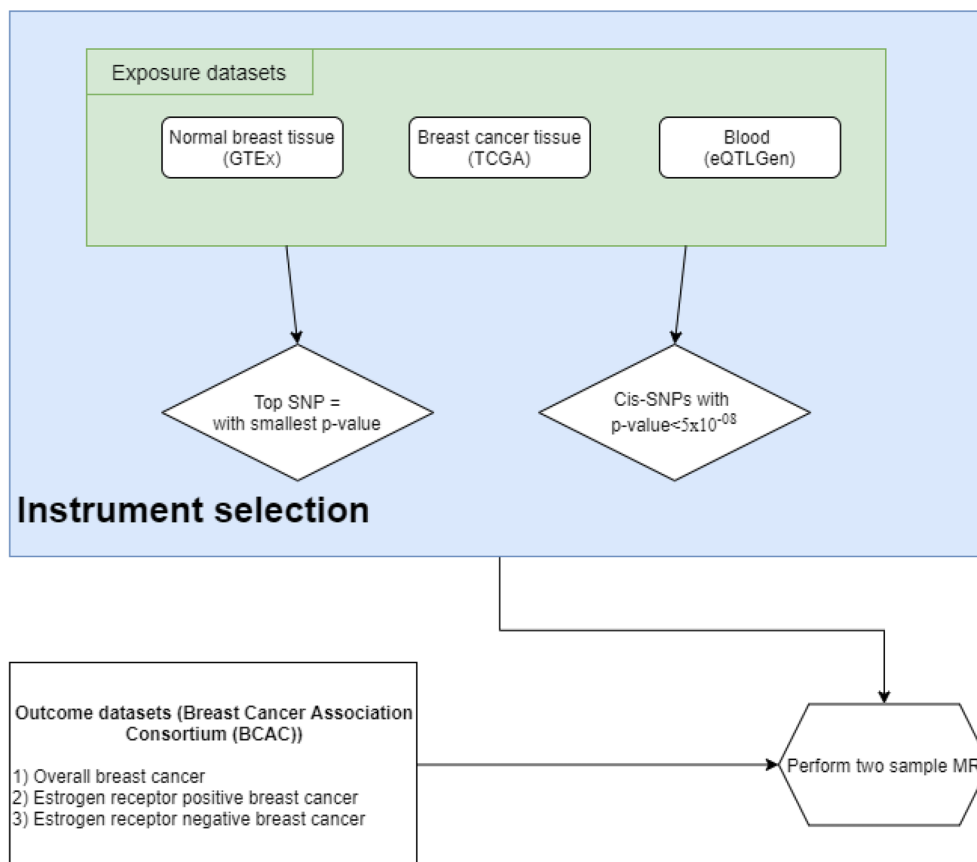 Exposure datasets
Normal breast tissue
(GTEx)
Breast cancer tissue
(TCGA)
Blood
(eQTLGen)
Top SNP =
with smallest p-value
Cis-SNPs with
p-value<5x10⁻⁰⁸
Instrument selection
Outcome datasets (Breast Cancer Association
Consortium (BCAC))
1) Overall breast cancer
2) Estrogen receptor positive breast cancer
3) Estrogen receptor negative breast cancer
Perform two sample MR